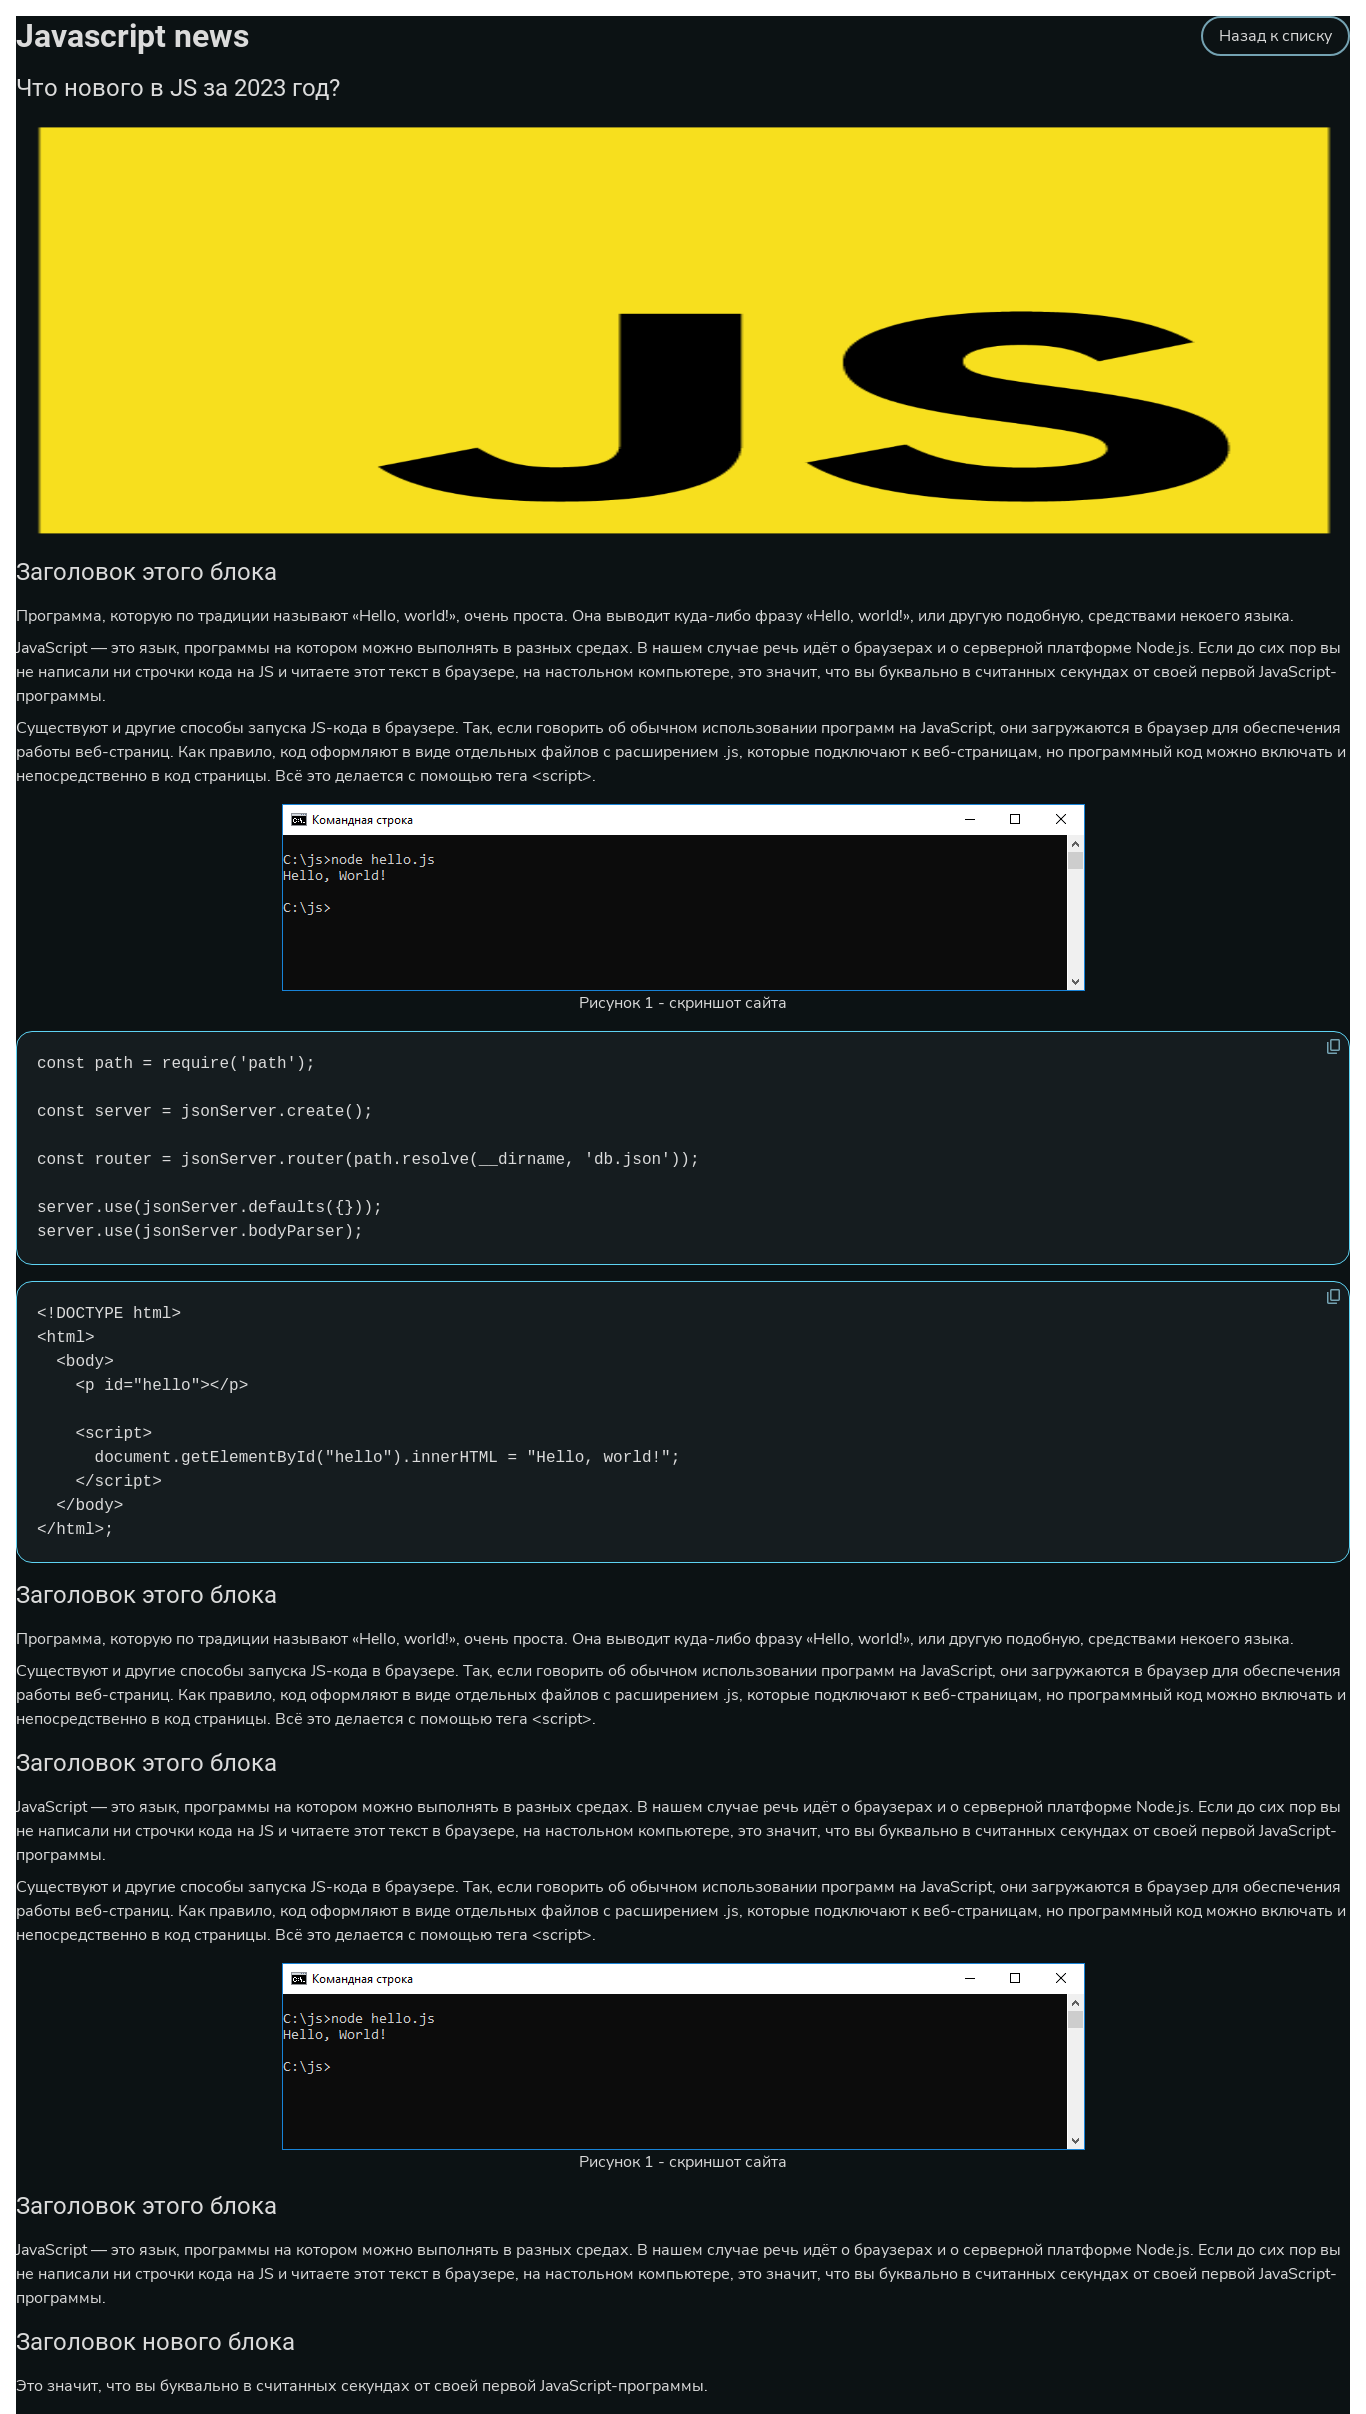 Javascript news
Назад к списку
Что нового в JS за 2023 год?
JS
Заголовок этого блока
Программа, которую по традиции называют «Hello, world!», очень проста. Она выводит куда-либо фразу «Hello, world!», или другую подобную, средствами некоего языка.
JavaScript — это язык, программы на котором можно выполнять в разных средах. В нашем случае речь идёт о браузерах и о серверной платформе Node.js. Если до сих пор вы
не написали ни строчки кода на JS и читаете этот текст в браузере, на настольном компьютере, это значит, что вы буквально в считанных секундах от своей первой JavaScript-
программы.
Существуют и другие способы запуска JS-кода в браузере. Так, если говорить об обычном использовании программ на JavaScript, они загружаются в браузер для обеспечения
работы веб-страниц. Как правило, код оформляют в виде отдельных файлов с расширением .js, которые подключают к веб-страницам, но программный код можно включать и
непосредственно в код страницы. Всё это делается с помощью тега <script>.
Командная строка
C:\js>node hello.js
Hello, World!
C:\js>
Рисунок 1 - скриншот сайта
const path = require('path');
const server = jsonServer.create();
const router = jsonServer.router(path.resolve(__dirname, 'db.json'));
server.use(jsonServer.defaults({}));
server.use(jsonServer.bodyParser);
<!DOCTYPE html>
<html>
  <body>
    <p id="hello"></p>
    <script>
      document.getElementById("hello").innerHTML = "Hello, world!";
    </script>
  </body>
</html>;
Заголовок этого блока
Программа, которую по традиции называют «Hello, world!», очень проста. Она выводит куда-либо фразу «Hello, world!», или другую подобную, средствами некоего языка.
Существуют и другие способы запуска JS-кода в браузере. Так, если говорить об обычном использовании программ на JavaScript, они загружаются в браузер для обеспечения
работы веб-страниц. Как правило, код оформляют в виде отдельных файлов с расширением .js, которые подключают к веб-страницам, но программный код можно включать и
непосредственно в код страницы. Всё это делается с помощью тега <script>.
Заголовок этого блока
JavaScript — это язык, программы на котором можно выполнять в разных средах. В нашем случае речь идёт о браузерах и о серверной платформе Node.js. Если до сих пор вы
не написали ни строчки кода на JS и читаете этот текст в браузере, на настольном компьютере, это значит, что вы буквально в считанных секундах от своей первой JavaScript-
программы.
Существуют и другие способы запуска JS-кода в браузере. Так, если говорить об обычном использовании программ на JavaScript, они загружаются в браузер для обеспечения
работы веб-страниц. Как правило, код оформляют в виде отдельных файлов с расширением .js, которые подключают к веб-страницам, но программный код можно включать и
непосредственно в код страницы. Всё это делается с помощью тега <script>.
Командная строка
C:\js>node hello.js
Hello, World!
C:\js>
Рисунок 1 - скриншот сайта
Заголовок этого блока
JavaScript — это язык, программы на котором можно выполнять в разных средах. В нашем случае речь идёт о браузерах и о серверной платформе Node.js. Если до сих пор вы
не написали ни строчки кода на JS и читаете этот текст в браузере, на настольном компьютере, это значит, что вы буквально в считанных секундах от своей первой JavaScript-
программы.
Заголовок нового блока
Это значит, что вы буквально в считанных секундах от своей первой JavaScript-программы.